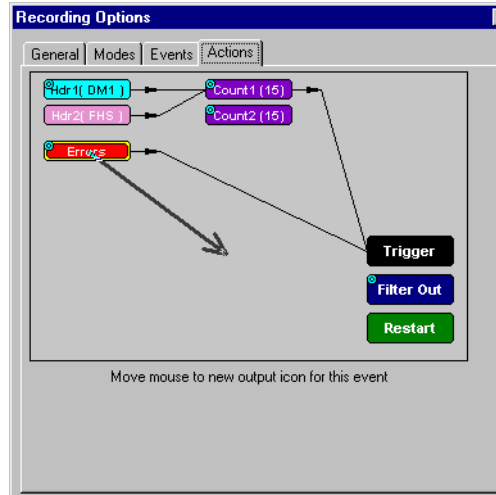 Recording Options
General Modes Events Actions
Hdr1( DM1 ) Count1 (15)
Hdr2( FHS ) Count2 (15)
Errors
Trigger
Filter Out
Restart
Move mouse to new output icon for this event